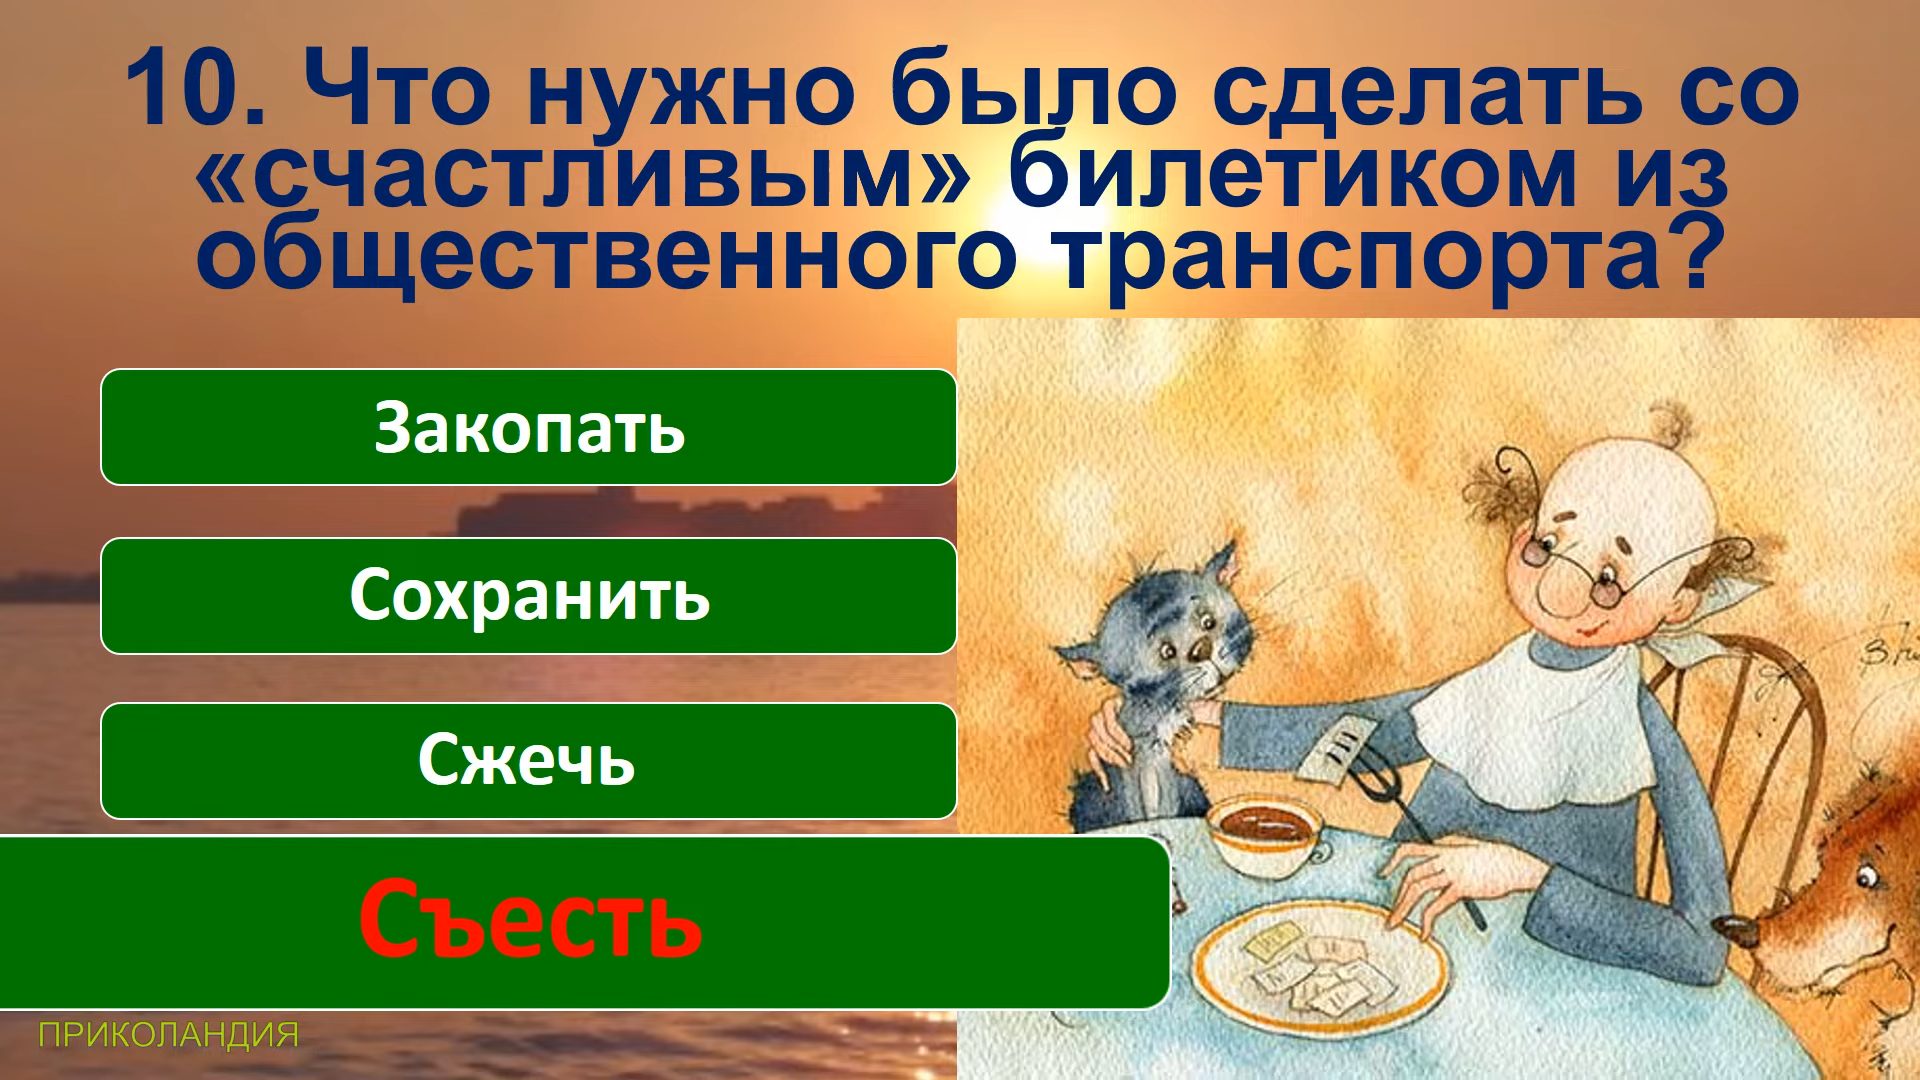 10. Что нужно было сделать со
«счастливым» билетиком из
общественного транспорта?
Закопать
Сохранить
Сжечь
Съесть
ПРИКОЛАНДИЯ